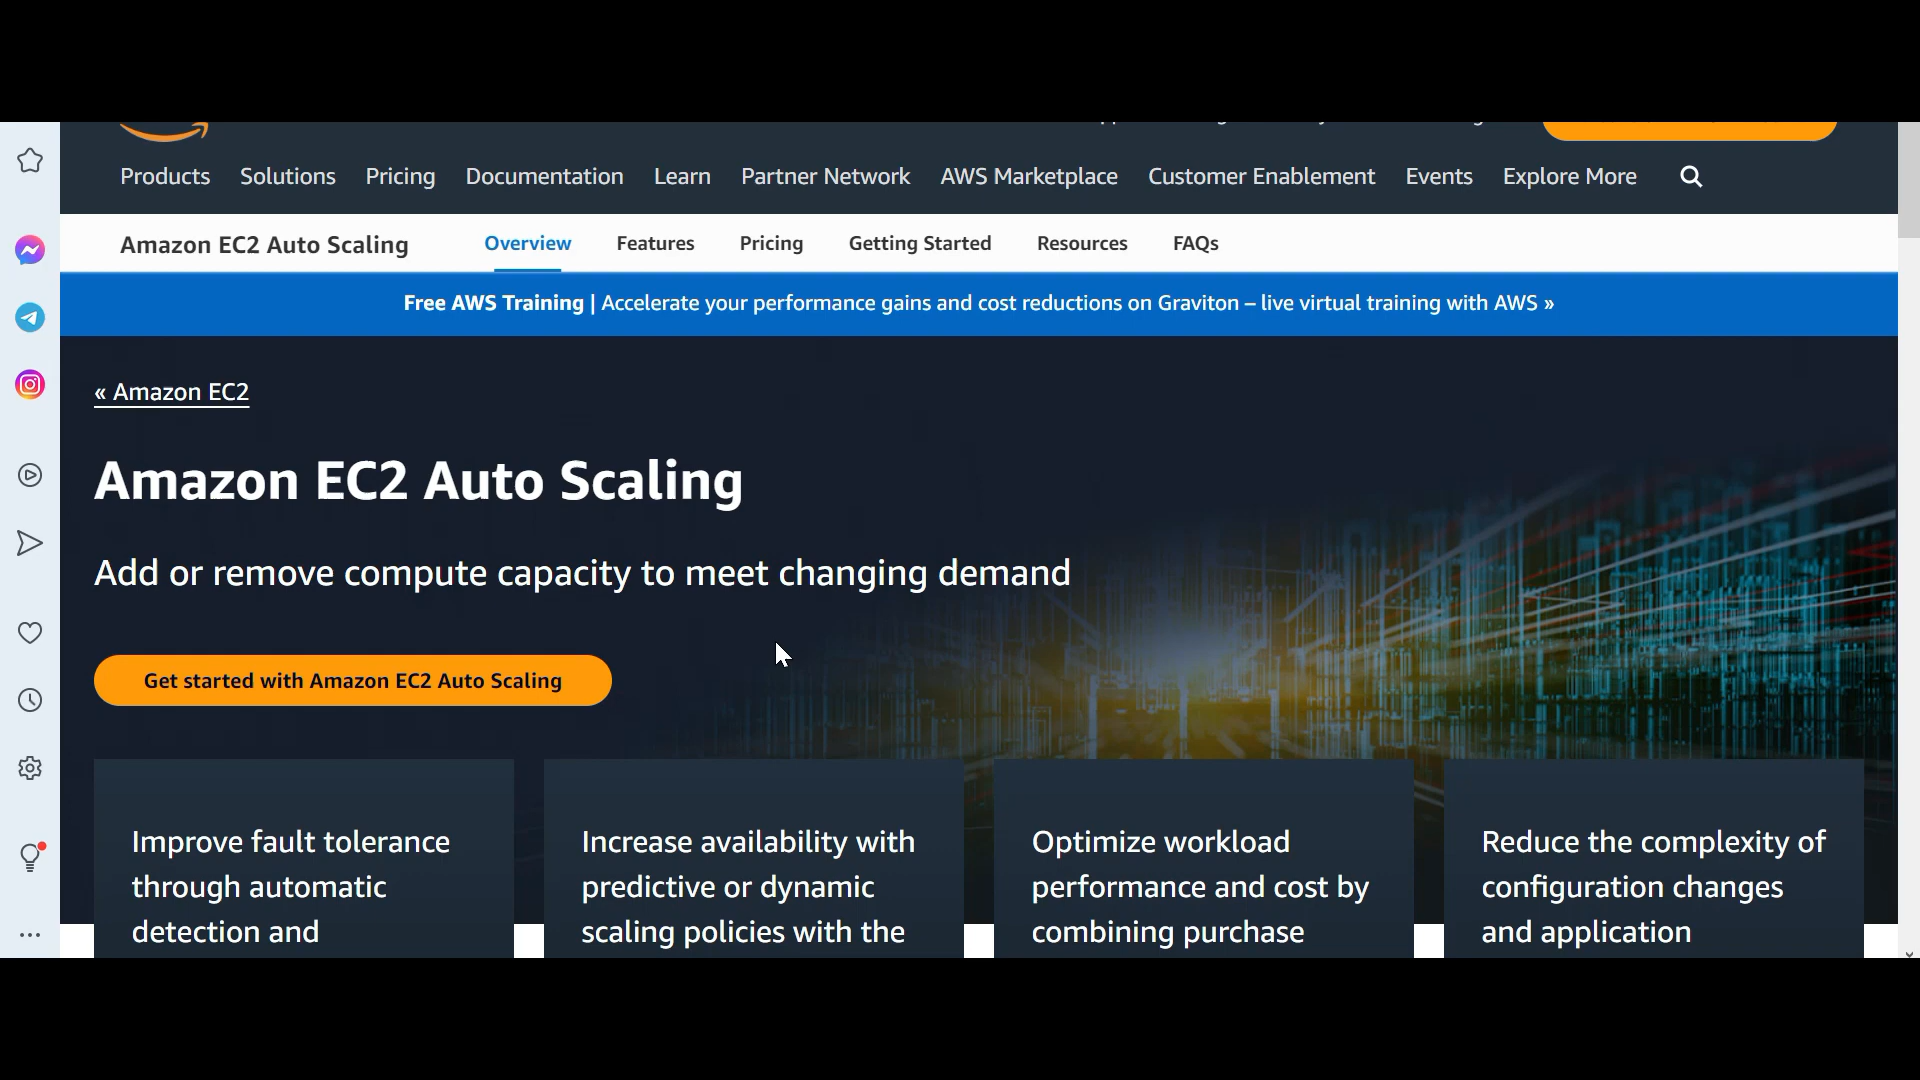 Products Solutions Pricing Documentation Learn Partner Network AWS Marketplace Customer Enablement Events Explore More
Amazon EC2 Auto Scaling Overview Features Pricing Getting Started Resources FAQs
Free AWS Training | Accelerate your performance gains and cost reductions on Graviton – live virtual training with AWS »
« Amazon EC2
Amazon EC2 Auto Scaling
Add or remove compute capacity to meet changing demand
Get started with Amazon EC2 Auto Scaling
Improve fault tolerance
through automatic
detection and
Increase availability with
predictive or dynamic
scaling policies with the
Optimize workload
performance and cost by
combining purchase
Reduce the complexity of
configuration changes
and application